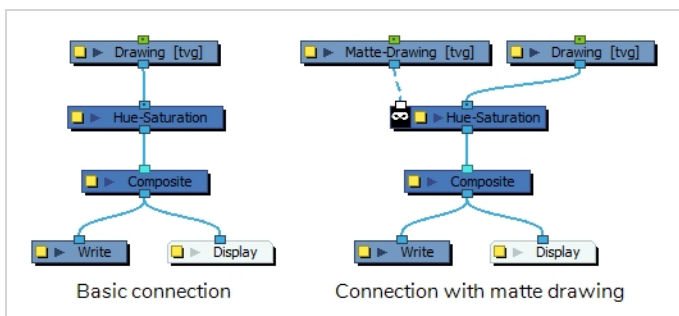 Drawing [tvg]
Hue-Saturation
Composite
Write
Display
Basic connection
Matte-Drawing [tvg]
Drawing [tvg]
Hue-Saturation
Composite
Write
Display
Connection with matte drawing